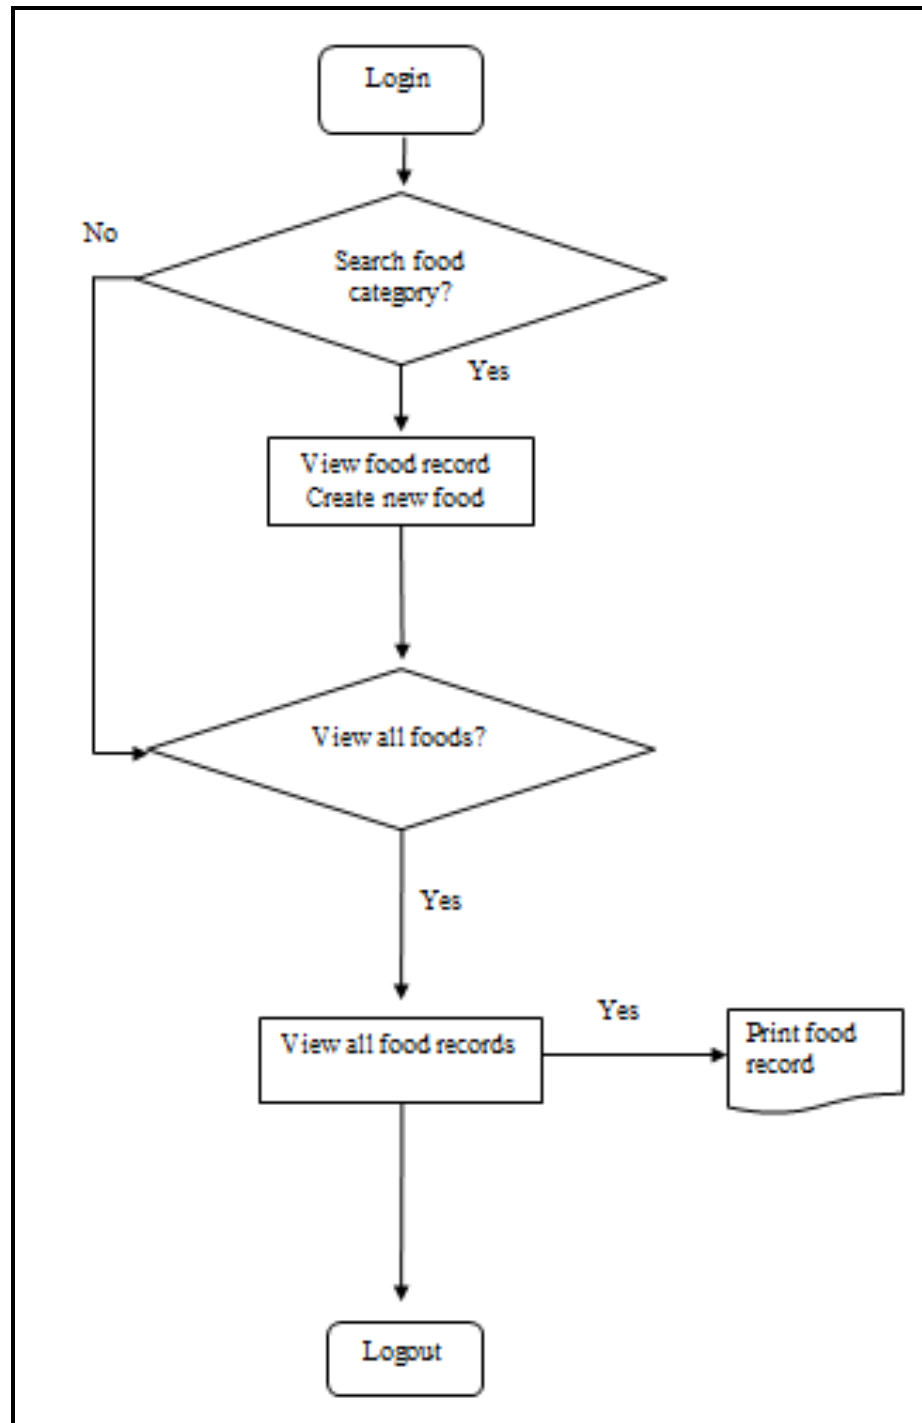 Login
No
Search food
category?
Yes
View food record
Create new food
View all foods?
Yes
Yes
View all food records
Print food
record
Logout